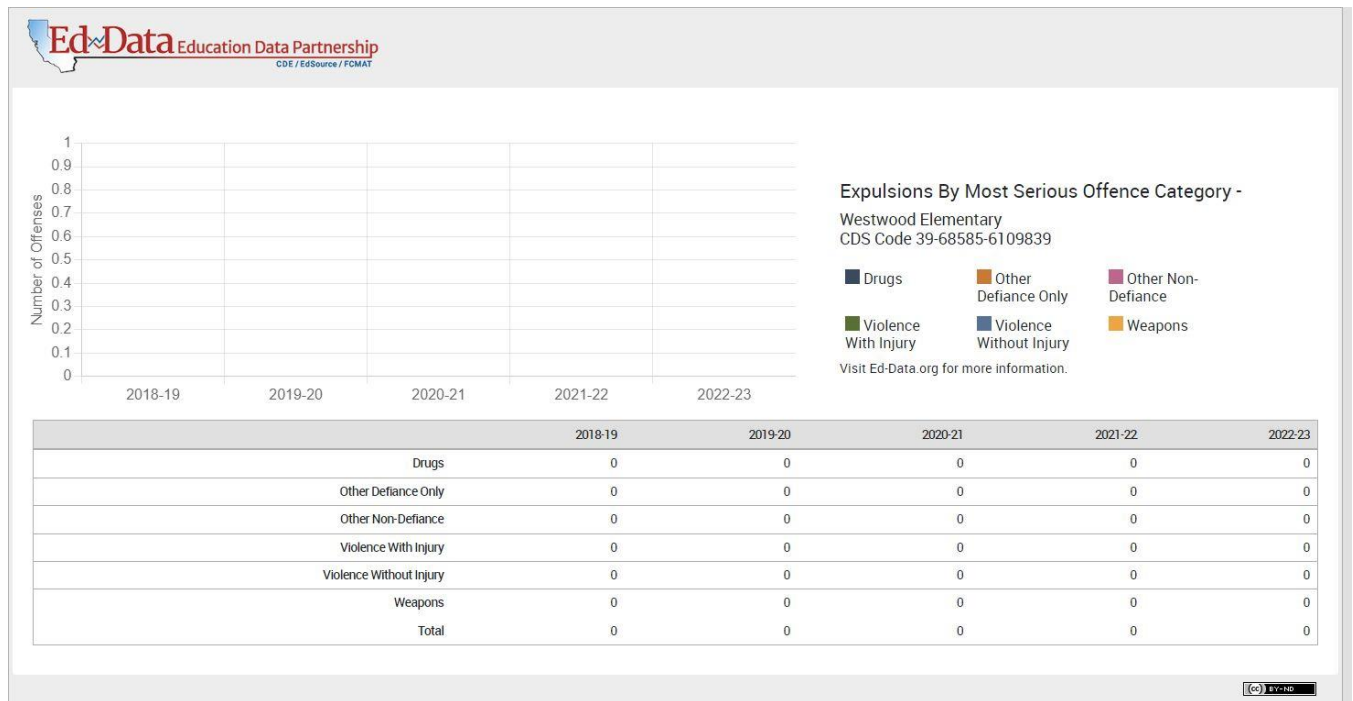 Ed Data Education Data Partnership
CDE / EdSource / FCMAT
Number of Offenses
1
0.9
0.8
0.7
0.6
0.5
0.4
0.3
0.2
0.1
0
2018-19 2019-20 2020-21 2021-22 2022-23
Expulsions By Most Serious Offence Category -
Westwood Elementary
CDS Code 39-68585-6109839
Drugs Other Other Non-
Defiance Only Defiance
Violence Violence Weapons
With Injury Without Injury
Visit Ed-Data.org for more information.
2018-19 2019-20 2020-21 2021-22 2022-23
Drugs 0 0 0 0 0
Other Defiance Only 0 0 0 0 0
Other Non-Defiance 0 0 0 0 0
Violence With Injury 0 0 0 0 0
Violence Without Injury 0 0 0 0 0
Weapons 0 0 0 0 0
Total 0 0 0 0 0
(cc) BY-ND